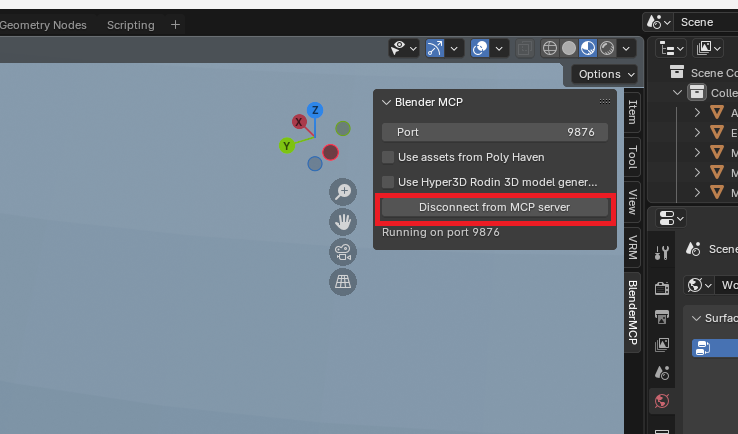 Geometry Nodes
Scripting
+
Scene
Options
Scene Co
Colle
A
E
M
M
M
Blender MCP
Port
9876
Use assets from Poly Haven
Use Hyper3D Rodin 3D model gener...
Disconnect from MCP server
Running on port 9876
Z
X
Y
Item
Tool
View
VRM
BlenderMCP
Scene
Wo
Surfac